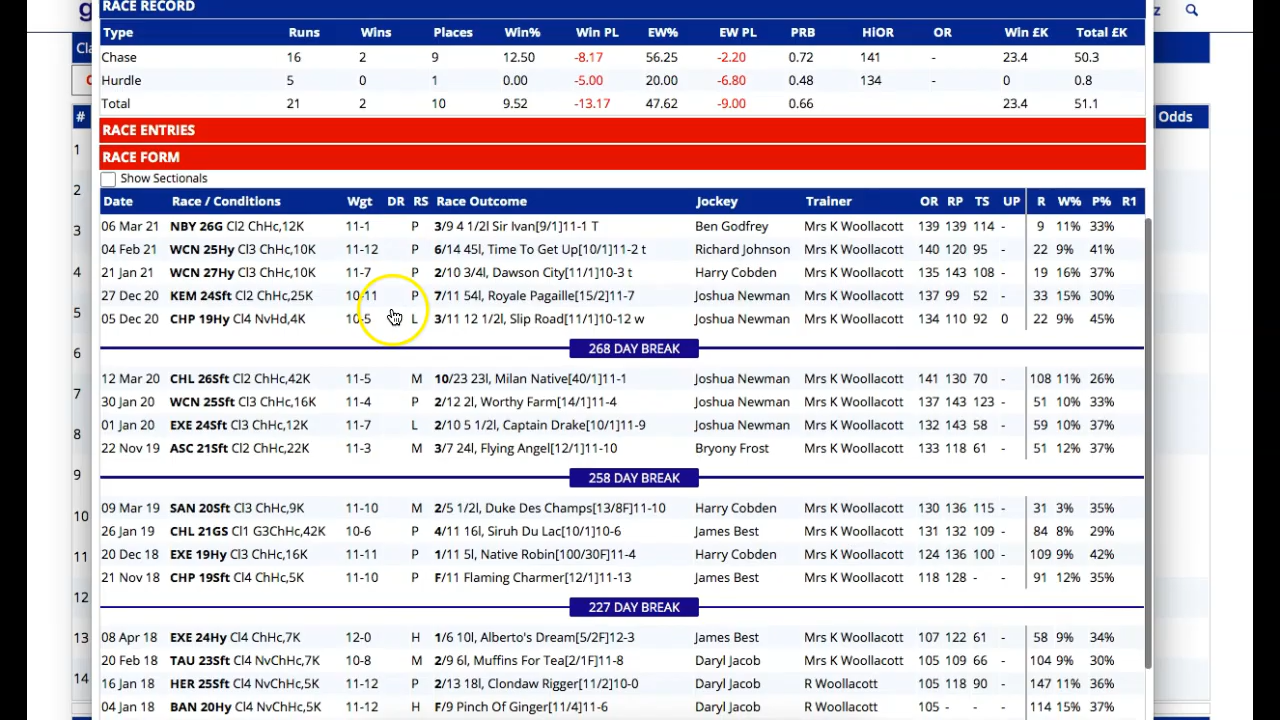 g
RACE RECORD
z
Cla
Type Runs Wins Places Win% Win PL EW% EW PL PRB HiOR OR Win £K Total £K
Chase 16 2 9 12.50 -8.17 56.25 -2.20 0.72 141 - 23.4 50.3
Hurdle 5 0 1 0.00 -5.00 20.00 -6.80 0.48 134 - 0 0.8
Total 21 2 10 9.52 -13.17 47.62 -9.00 0.66 23.4 51.1
# Odds
RACE ENTRIES
1
RACE FORM
Show Sectionals
2
Date Race / Conditions Wgt DR RS Race Outcome Jockey Trainer OR RP TS UP R W% P% R1
3
06 Mar 21 NBY 26G Cl2 ChHc,12K 11-1 P 3/9 4 1/2l Sir Ivan[9/1]11-1 T Ben Godfrey Mrs K Woollacott 139 139 114 - 9 11% 33%
04 Feb 21 WCN 25Hy Cl3 ChHc,10K 11-12 P 6/14 45l, Time To Get Up[10/1]11-2 t Richard Johnson Mrs K Woollacott 140 120 95 - 22 9% 41%
4
21 Jan 21 WCN 27Hy Cl3 ChHc,10K 11-7 P 2/10 3/4l, Dawson City[11/1]10-3 t Harry Cobden Mrs K Woollacott 135 143 108 - 19 16% 37%
27 Dec 20 KEM 24Sft Cl2 ChHc,25K 10-11 P 7/11 54l, Royale Pagaille[15/2]11-7 Joshua Newman Mrs K Woollacott 137 99 52 - 33 15% 30%
5
05 Dec 20 CHP 19Hy Cl4 NvHd,4K 10-5 L 3/11 12 1/2l, Slip Road[11/1]10-12 w Joshua Newman Mrs K Woollacott 134 110 92 0 22 9% 45%
6
268 DAY BREAK
12 Mar 20 CHL 26Sft Cl2 ChHc,42K 11-5 M 10/23 23l, Milan Native[40/1]11-1 Joshua Newman Mrs K Woollacott 141 130 70 - 108 11% 26%
7
30 Jan 20 WCN 25Sft Cl3 ChHc,16K 11-4 P 2/12 2l, Worthy Farm[14/1]11-4 Joshua Newman Mrs K Woollacott 137 143 123 - 51 10% 33%
01 Jan 20 EXE 24Sft Cl3 ChHc,12K 11-7 L 2/10 5 1/2l, Captain Drake[10/1]11-9 Joshua Newman Mrs K Woollacott 132 143 58 - 59 10% 37%
8
22 Nov 19 ASC 21Sft Cl2 ChHc,22K 11-3 M 3/7 24l, Flying Angel[12/1]11-10 Bryony Frost Mrs K Woollacott 133 118 61 - 51 12% 37%
9
258 DAY BREAK
09 Mar 19 SAN 20Sft Cl3 ChHc,9K 11-10 M 2/5 1/2l, Duke Des Champs[13/8F]11-10 Harry Cobden Mrs K Woollacott 130 136 115 - 31 3% 35%
10
26 Jan 19 CHL 21GS Cl1 G3ChHc,42K 10-6 P 4/11 16l, Siruh Du Lac[10/1]10-6 James Best Mrs K Woollacott 131 132 109 - 84 8% 29%
20 Dec 18 EXE 19Hy Cl3 ChHc,16K 11-11 P 1/11 5l, Native Robin[100/30F]11-4 Harry Cobden Mrs K Woollacott 124 136 100 - 109 9% 42%
11
21 Nov 18 CHP 19Sft Cl4 ChHc,5K 11-10 P F/11 Flaming Charmer[12/1]11-13 James Best Mrs K Woollacott 118 128 - - 91 12% 35%
12
227 DAY BREAK
13
08 Apr 18 EXE 24Hy Cl4 ChHc,7K 12-0 H 1/6 10l, Alberto's Dream[5/2F]12-3 James Best Mrs K Woollacott 107 122 61 - 58 9% 34%
20 Feb 18 TAU 23Sft Cl4 NvChHc,7K 10-8 M 2/9 6l, Muffins For Tea[2/1F]11-8 Daryl Jacob Mrs K Woollacott 105 109 66 - 104 9% 30%
14
16 Jan 18 HER 25Sft Cl4 NvChHc,5K 11-12 P 2/13 18l, Clondaw Rigger[11/2]10-0 Daryl Jacob R Woollacott 105 118 90 - 147 11% 36%
04 Jan 18 BAN 20Hy Cl4 NvChHc,5K 11-12 H F/9 Pinch Of Ginger[11/4]11-6 Daryl Jacob R Woollacott 105 - - - 114 15% 37%